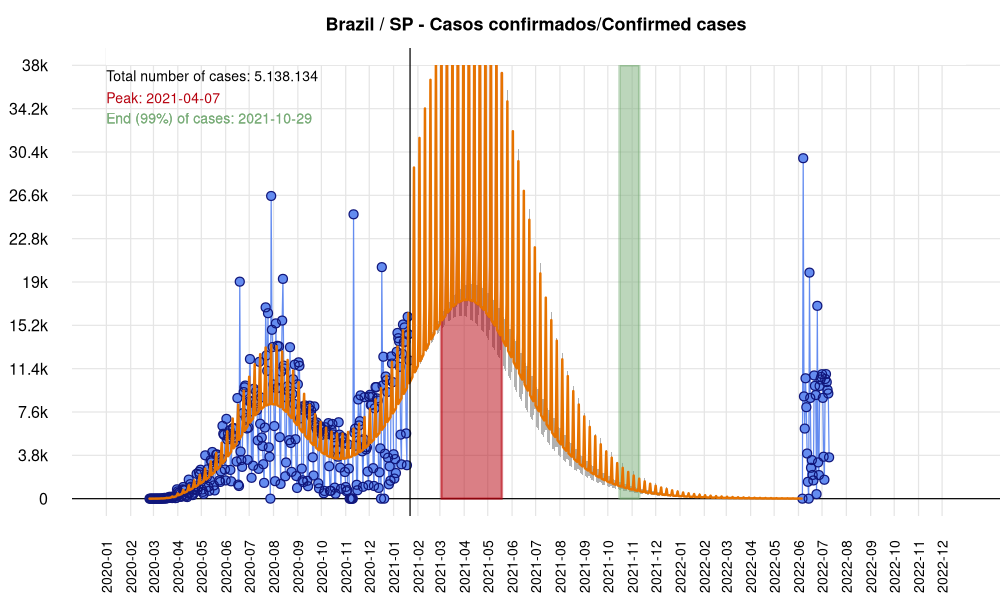 Brazil / SP - Casos confirmados/Confirmed cases
Total number of cases: 5.138.134
Peak: 2021-04-07
End (99%) of cases: 2021-10-29
38k
34.2k
30.4k
26.6k
22.8k
19k
15.2k
11.4k
7.6k
3.8k
0
2020-01
2020-02
2020-03
2020-04
2020-05
2020-06
2020-07
2020-08
2020-09
2020-10
2020-11
2020-12
2021-01
2021-02
2021-03
2021-04
2021-05
2021-06
2021-07
2021-08
2021-09
2021-10
2021-11
2021-12
2022-01
2022-02
2022-03
2022-04
2022-05
2022-06
2022-07
2022-08
2022-09
2022-10
2022-11
2022-12